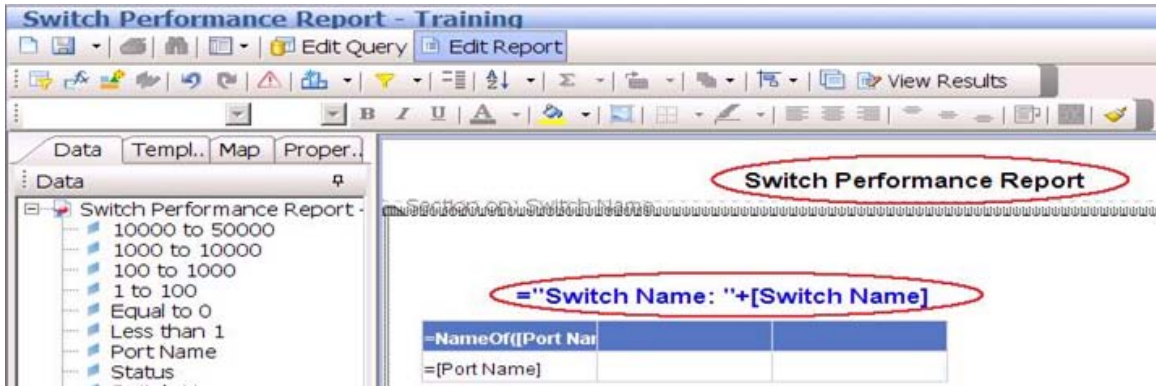 Switch Performance Report - Training
Edit Query Edit Report
View Results
B I U A
Data Templ.. Map Proper..
Data
Switch Performance Report -
10000 to 50000
1000 to 10000
100 to 1000
1 to 100
Equal to 0
Less than 1
Port Name
Status
Switch Performance Report
Section on: Switch Name
="Switch Name: "+[Switch Name]
=NameOf([Port Nar
=[Port Name]